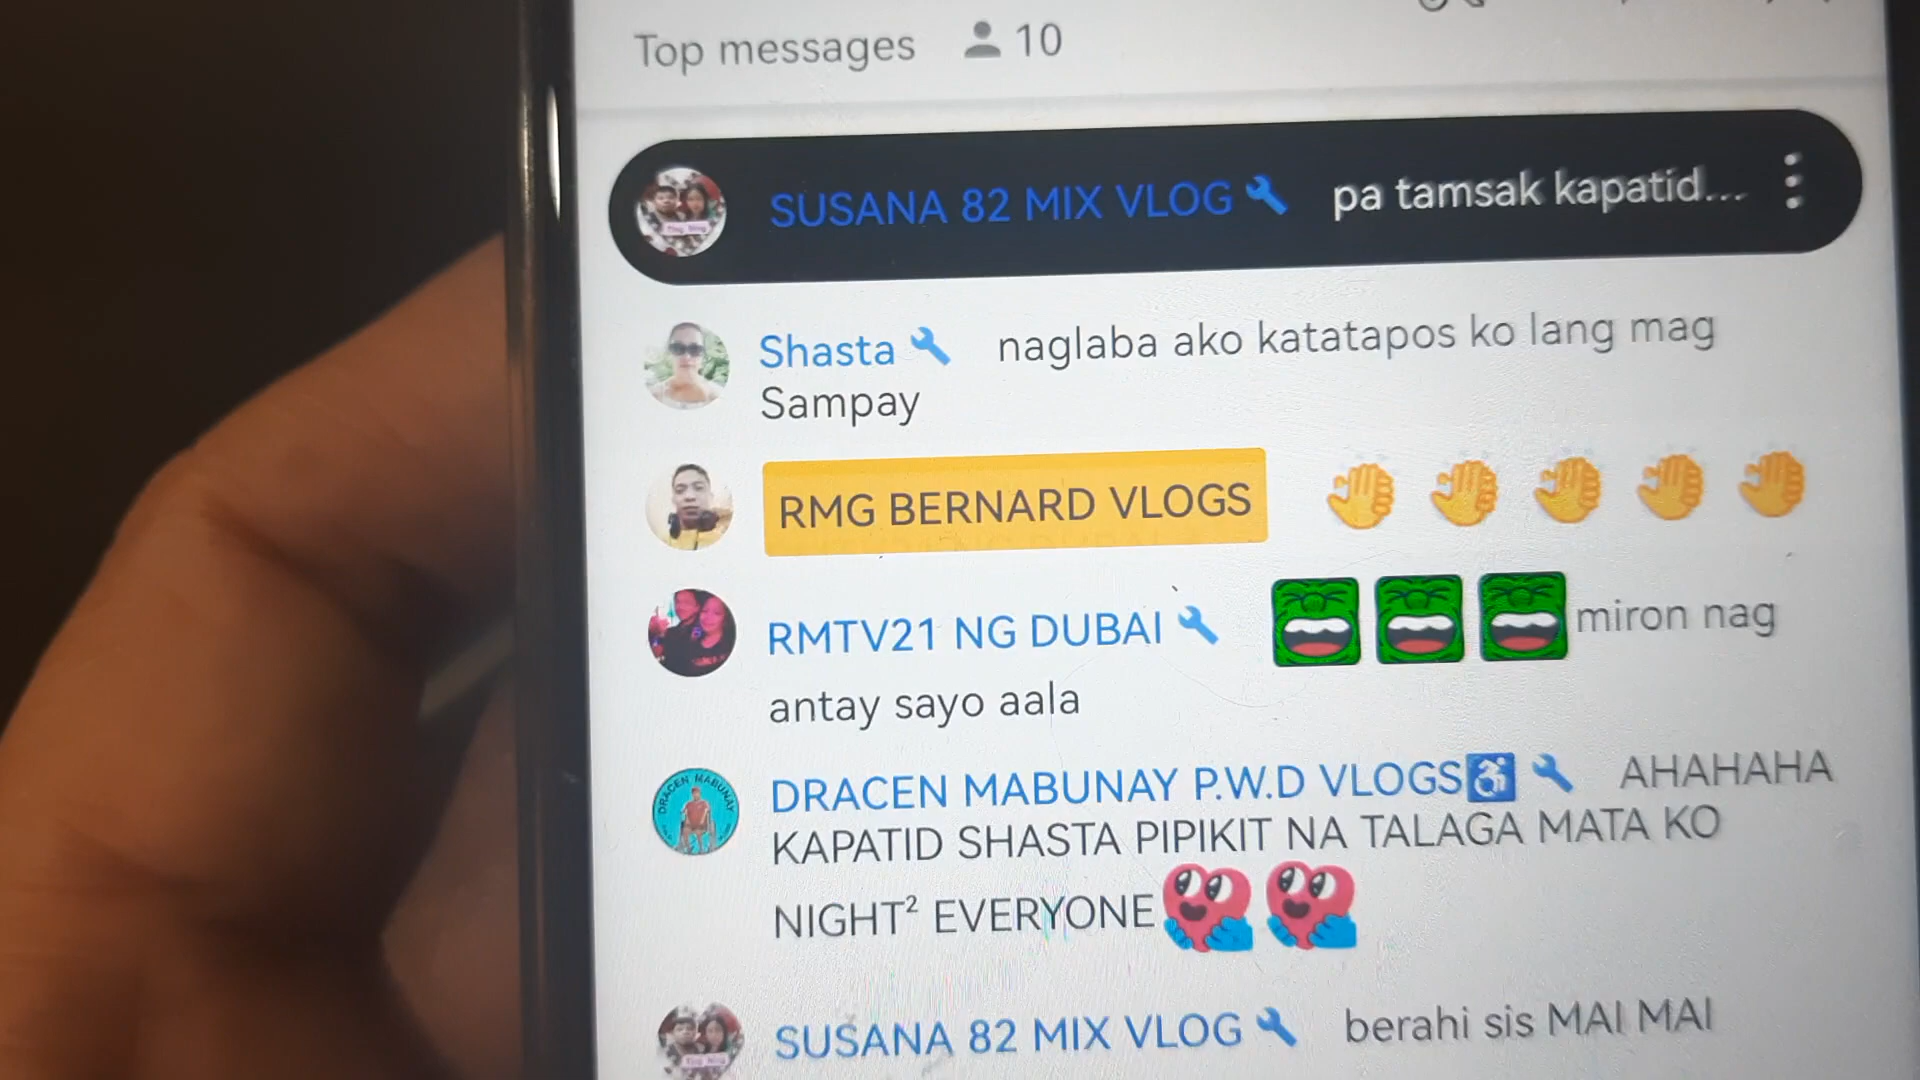 Top messages 10
SUSANA 82 MIX VLOG pa tamsak kapatid...
Shasta naglaba ako katatapos ko lang mag
Sampay
RMG BERNARD VLOGS
RMTV21 NG DUBAI miron nag
antay sayo aala
DRACEN MABUNAY P.W.D VLOGS AHAHAHA
KAPATID SHASTA PIPIKIT NA TALAGA MATA KO
NIGHT² EVERYONE
SUSANA 82 MIX VLOG berahi sis MAI MAI